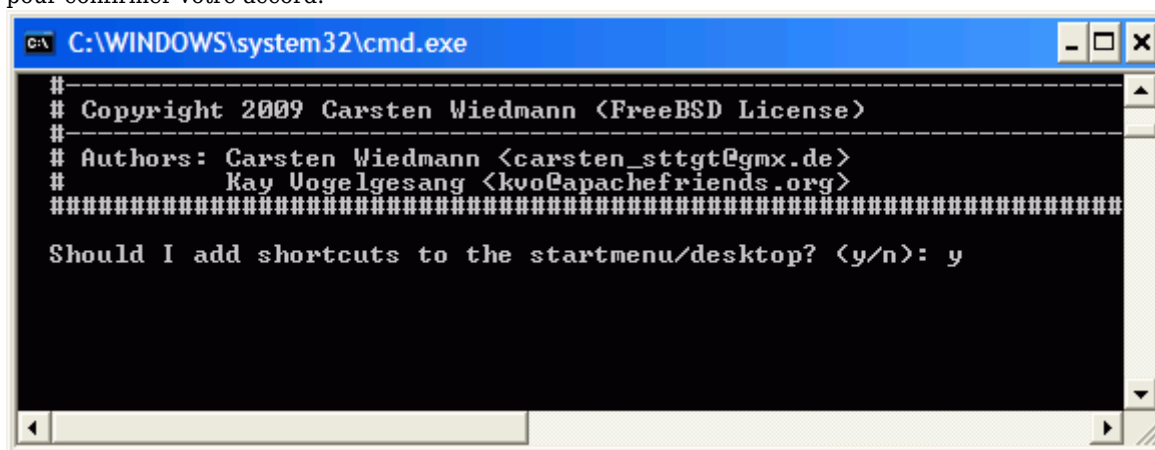 pour confirmer votre accord.
C:\WINDOWS\system32\cmd.exe
#------------------------------------------------------------------
# Copyright 2009 Carsten Wiedmann (FreeBSD License)
#------------------------------------------------------------------
# Authors: Carsten Wiedmann <carsten_sttgt@gmx.de>
#          Kay Vogelgesang <kvo@apachefriends.org>
###################################################################
Should I add shortcuts to the startmenu/desktop? (y/n): y